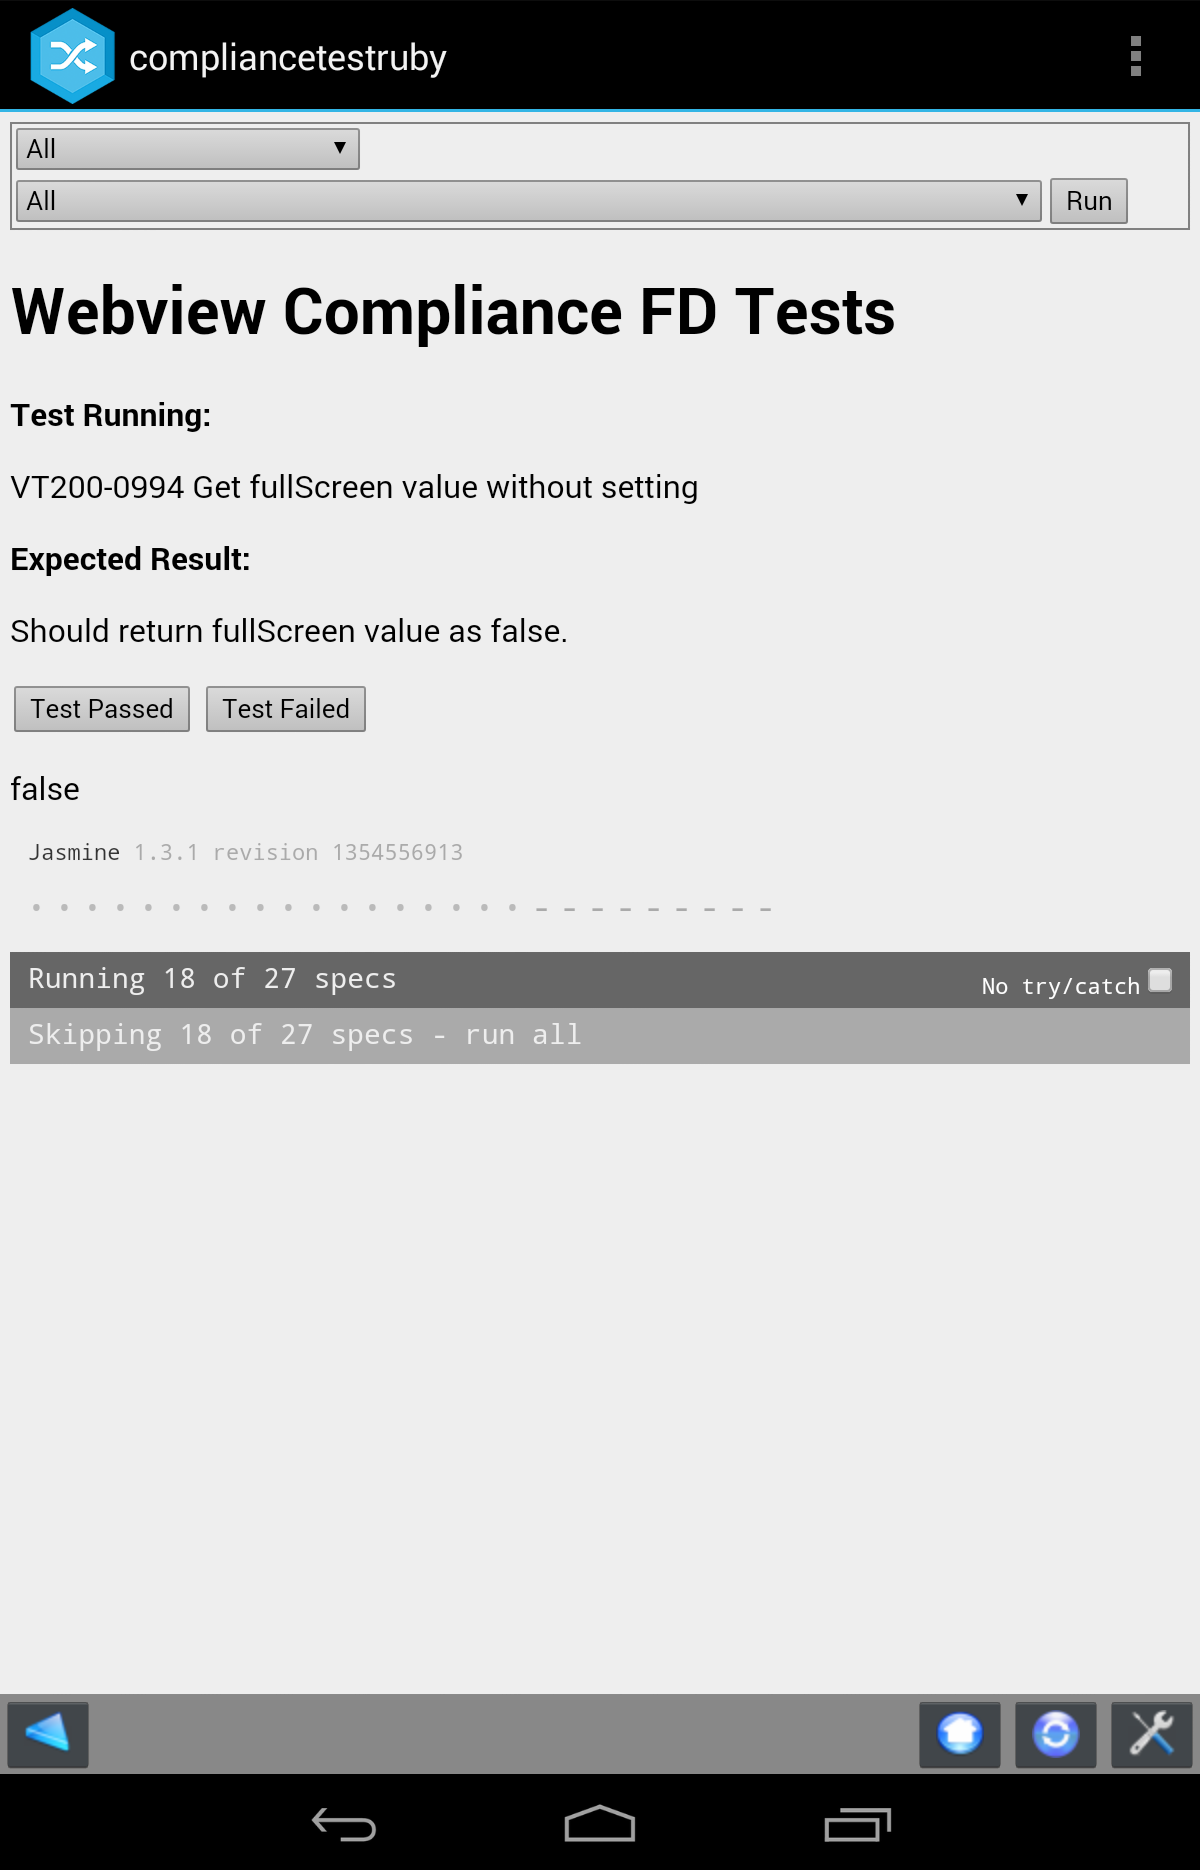 compliancetestruby
All
All
Run
Webview Compliance FD Tests
Test Running:
VT200-0994 Get fullScreen value without setting
Expected Result:
Should return fullScreen value as false.
Test Passed Test Failed
false
Jasmine 1.3.1 revision 1354556913
Running 18 of 27 specs
No try/catch
Skipping 18 of 27 specs - run all